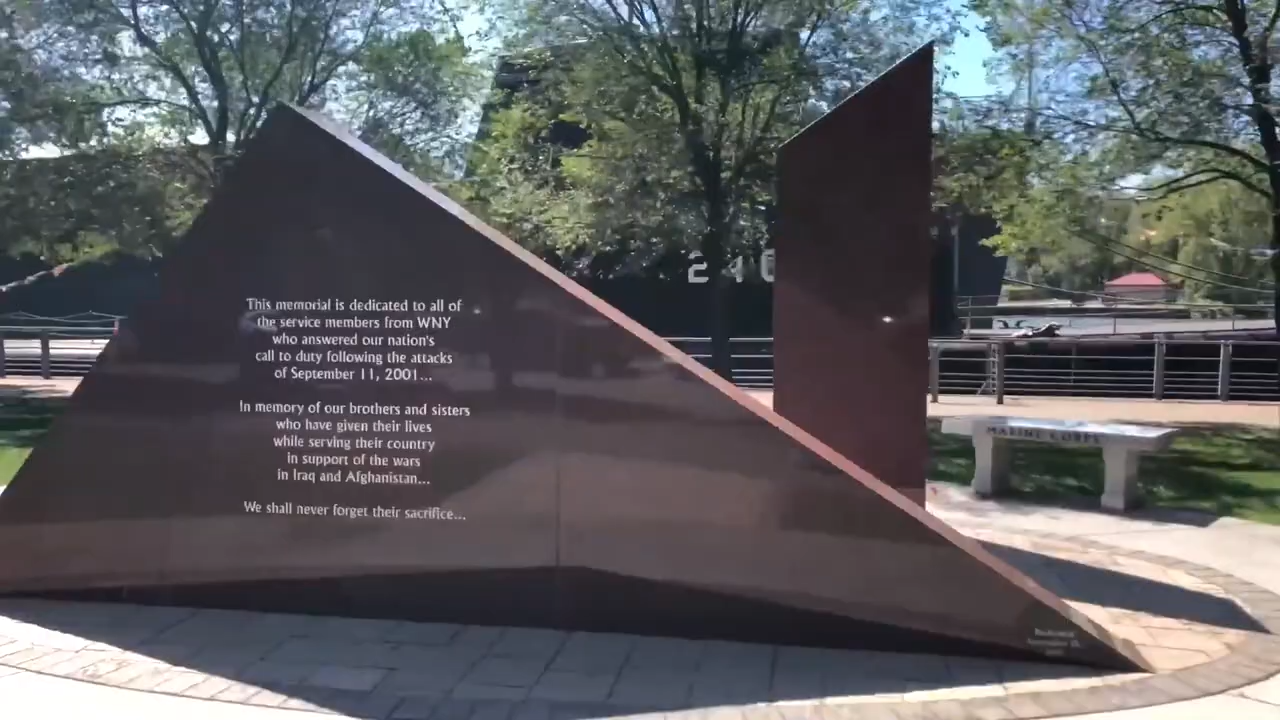 This memorial is dedicated to all of
the service members from WNY
who answered our nation's
call to duty following the attacks
of September 11, 2001...
In memory of our brothers and sisters
who have given their lives
while serving their country
in support of the wars
in Iraq and Afghanistan...
We shall never forget their sacrifice...
MARINE CORPS